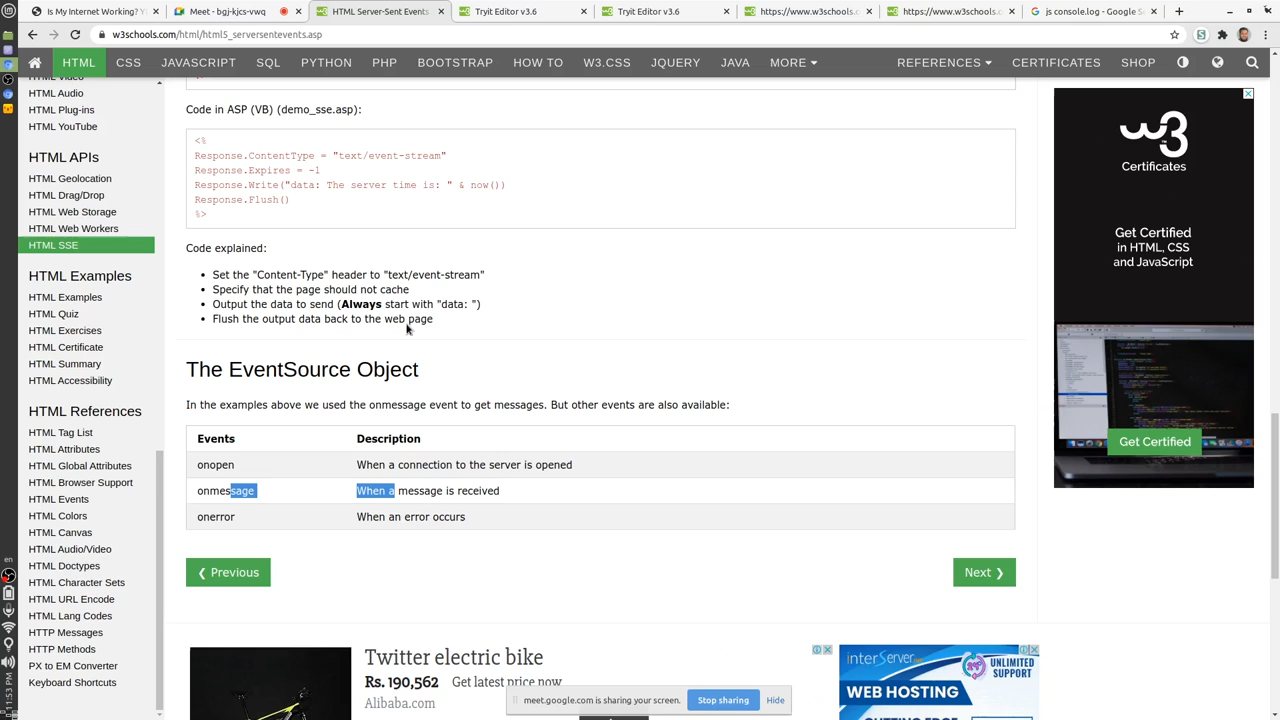 Is My Internet Working?
Meet - bgj-kjcs-vwq
HTML Server-Sent Events
Tryit Editor v3.6
Tryit Editor v3.6
https://www.w3schools.c
https://www.w3schools.c
js console.log - Google S
w3schools.com/html/html5_serversentevents.asp
HTML
CSS
JAVASCRIPT
SQL
PYTHON
PHP
BOOTSTRAP
HOW TO
W3.CSS
JQUERY
JAVA
MORE
REFERENCES
CERTIFICATES
SHOP
HTML Video
HTML Audio
HTML Plug-ins
HTML YouTube
HTML APIs
HTML Geolocation
HTML Drag/Drop
HTML Web Storage
HTML Web Workers
HTML SSE
HTML Examples
HTML Examples
HTML Quiz
HTML Exercises
HTML Certificate
HTML Summary
HTML Accessibility
HTML References
HTML Tag List
HTML Attributes
HTML Global Attributes
HTML Browser Support
HTML Events
HTML Colors
HTML Canvas
HTML Audio/Video
HTML Doctypes
HTML Character Sets
HTML URL Encode
HTML Lang Codes
HTTP Messages
HTTP Methods
PX to EM Converter
Keyboard Shortcuts
Code in ASP (VB) (demo_sse.asp):
<%
Response.ContentType = "text/event-stream"
Response.Expires = -1
Response.Write("data: The server time is: " & now())
Response.Flush()
%>
Code explained:
• Set the "Content-Type" header to "text/event-stream"
• Specify that the page should not cache
• Output the data to send (Always start with "data: ")
• Flush the output data back to the web page
The EventSource Object
In the examples above we used the onmessage event to get messages. But other events are also available:
Events Description
onopen When a connection to the server is opened
onmessage When a message is received
onerror When an error occurs
❮ Previous
Next ❯
w3
Certificates
Get Certified
in HTML, CSS
and JavaScript
Get Certified
Twitter electric bike
Rs. 190,562 Get latest price now
Alibaba.com
interServer
UNLIMITED
SUPPORT
WEB HOSTING
meet.google.com is sharing your screen.
Stop sharing
Hide
en